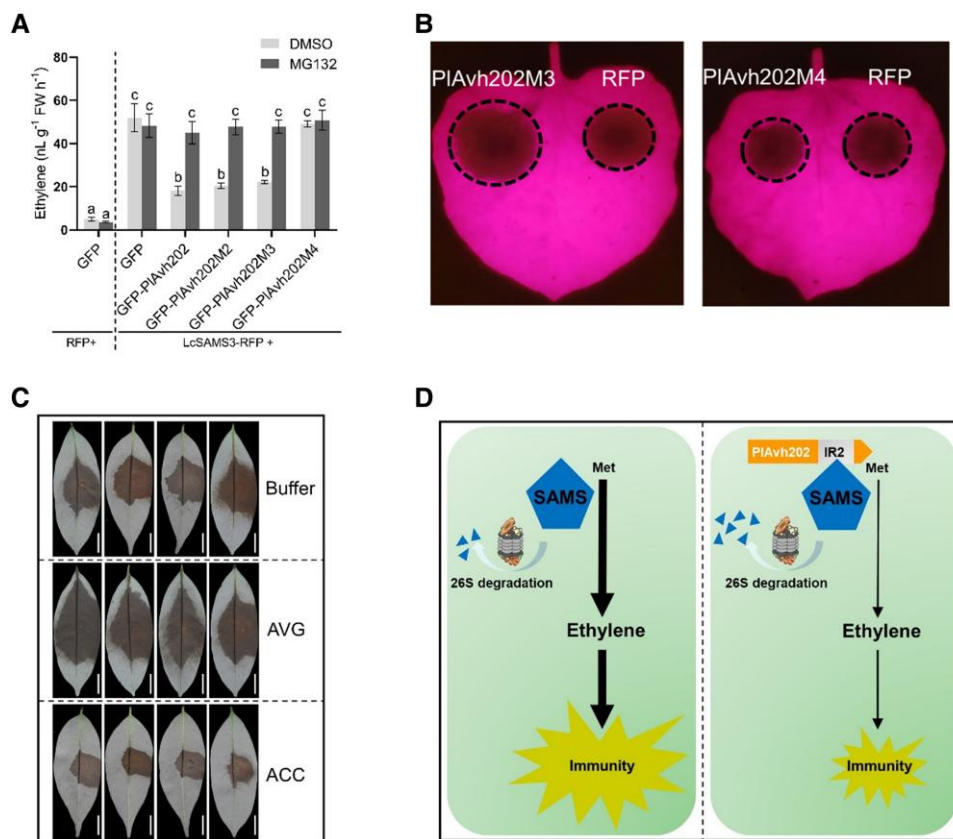 A
DMSO
MG132
Ethylene (nL g⁻¹ FW h⁻¹)
80
60
40
20
0
a a
c c
b c
b c
b c
c c
GFP
GFP
GFP-PlAvh202
GFP-PlAvh202M2
GFP-PlAvh202M3
GFP-PlAvh202M4
RFP+
LcSAMS3-RFP +
B
PlAvh202M3 RFP
PlAvh202M4 RFP
C
Buffer
AVG
ACC
D
Met
SAMS
26S degradation
Ethylene
Immunity
PlAvh202 IR2
Met
SAMS
26S degradation
Ethylene
Immunity